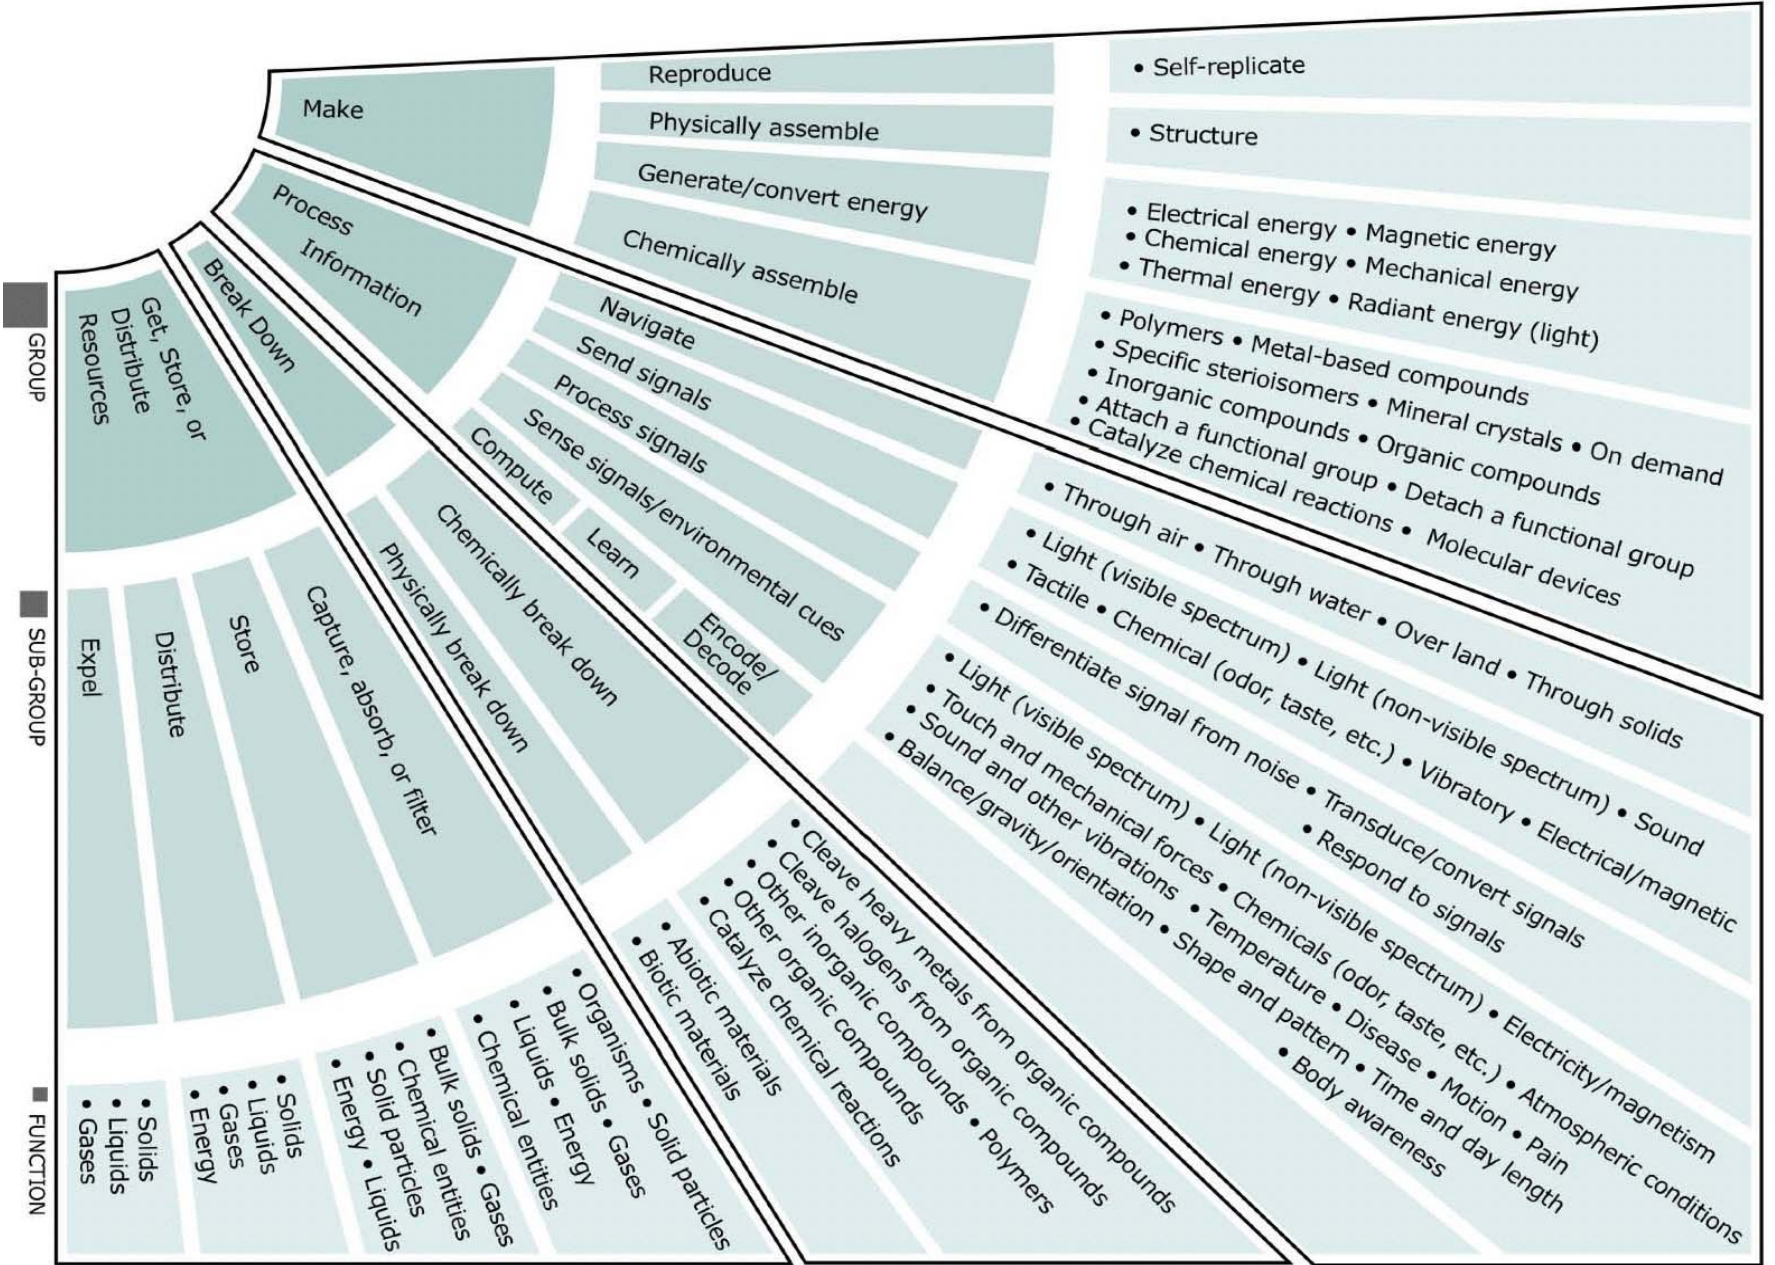 Make
Reproduce
• Self-replicate
Physically assemble
• Structure
Generate/convert energy
• Electrical energy • Magnetic energy
• Chemical energy • Mechanical energy
• Thermal energy • Radiant energy (light)
Chemically assemble
• Polymers • Metal-based compounds
• Specific sterioisomers • Mineral crystals • On demand
• Inorganic compounds • Organic compounds
• Attach a functional group • Detach a functional group
• Catalyze chemical reactions • Molecular devices
Process
Information
Navigate
• Through air • Through water • Over land • Through solids
Send signals
• Light (visible spectrum) • Light (non-visible spectrum) • Sound
• Tactile • Chemical (odor, taste, etc.) • Vibratory • Electrical/magnetic
Process signals
• Differentiate signal from noise • Transduce/convert signals
• Respond to signals
Sense signals/environmental cues
• Light (visible spectrum) • Light (non-visible spectrum) • Electricity/magnetism
• Touch and mechanical forces • Chemicals (odor, taste, etc.) • Atmospheric conditions
• Sound and other vibrations • Temperature • Disease • Motion • Pain
• Balance/gravity/orientation • Shape and pattern • Time and day length
• Body awareness
Compute
Learn
Encode/
Decode
Break Down
Chemically break down
• Cleave heavy metals from organic compounds
• Cleave halogens from organic compounds
• Other inorganic compounds • Polymers
• Other organic compounds
• Catalyze chemical reactions
Physically break down
• Abiotic materials
• Biotic materials
Get, Store, or
Distribute
Resources
Capture, absorb, or filter
• Organisms • Solid particles
• Bulk solids • Gases
• Liquids • Energy
• Chemical entities
Store
• Bulk solids • Gases
• Chemical entities
• Solid particles
• Energy • Liquids
Distribute
• Solids
• Liquids
• Gases
• Energy
Expel
• Solids
• Liquids
• Gases
GROUP
SUB-GROUP
FUNCTION